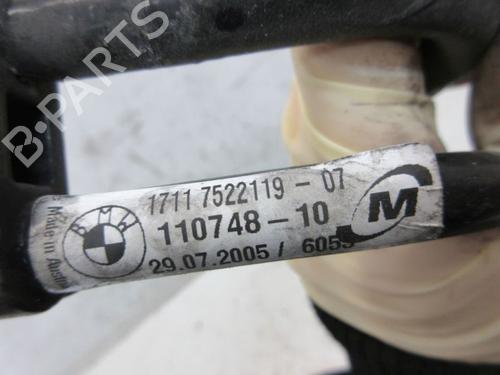 B-PARTS
1711 7522119 - 07
110748-10
29.07.2005 / 6053
M
BMW
Made in Austria